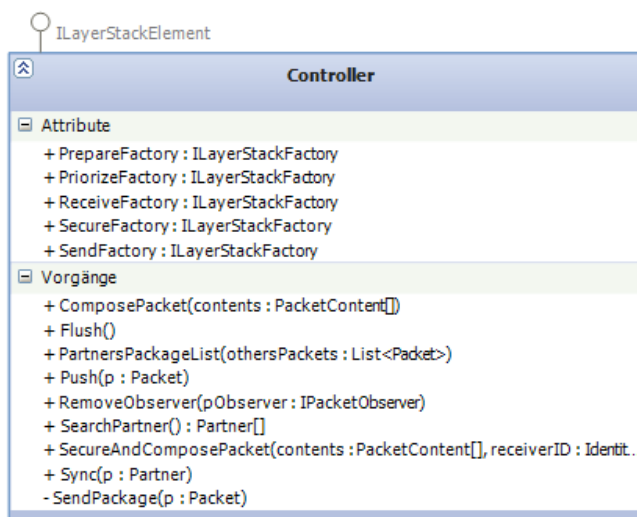 ILayerStackElement
Controller
Attribute
+ PrepareFactory : ILayerStackFactory
+ PriorizeFactory : ILayerStackFactory
+ ReceiveFactory : ILayerStackFactory
+ SecureFactory : ILayerStackFactory
+ SendFactory : ILayerStackFactory
Vorgänge
+ ComposePacket(contents : PacketContent[])
+ Flush()
+ PartnersPackageList(othersPackets : List<Packet>)
+ Push(p : Packet)
+ RemoveObserver(pObserver : IPacketObserver)
+ SearchPartner() : Partner[]
+ SecureAndComposePacket(contents : PacketContent[], receiverID : Identit...
+ Sync(p : Partner)
- SendPackage(p : Packet)